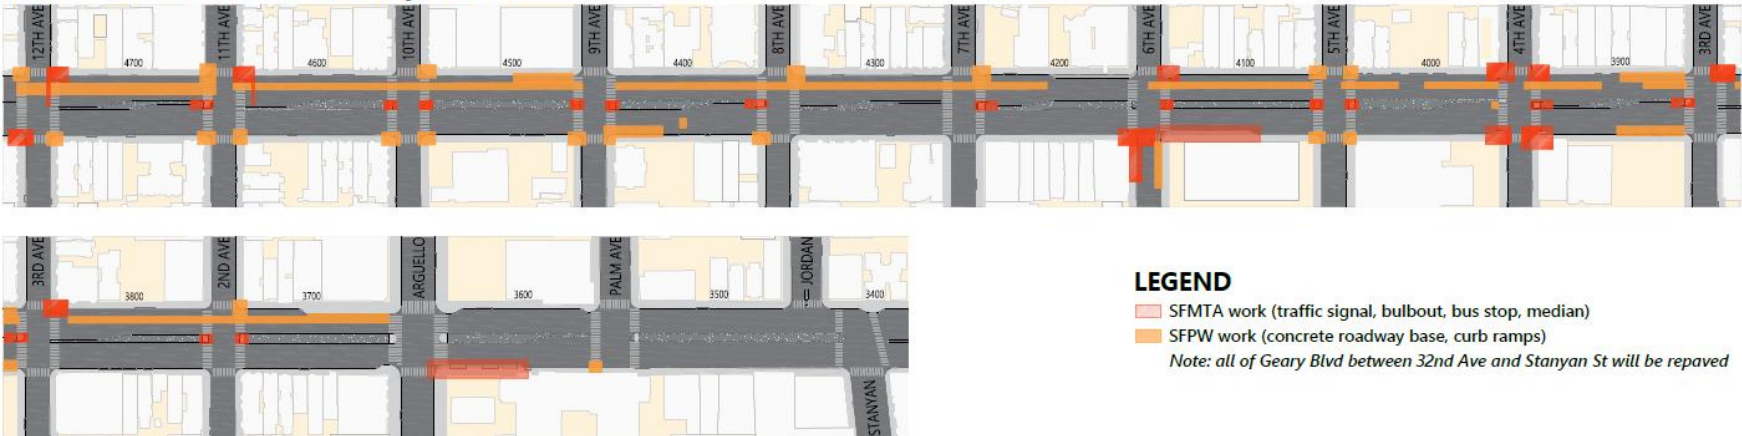 12TH AVE
11TH AVE
10TH AVE
9TH AVE
8TH AVE
7TH AVE
6TH AVE
5TH AVE
4TH AVE
3RD AVE
4700
4600
4500
4400
4300
4200
4100
4000
3900
3RD AVE
2ND AVE
ARGUELLO
PALM AVE
JORDAN
3800
3700
3600
3500
3400
STANYAN
LEGEND
SFMTA work (traffic signal, bulbout, bus stop, median)
SFPW work (concrete roadway base, curb ramps)
Note: all of Geary Blvd between 32nd Ave and Stanyan St will be repaved